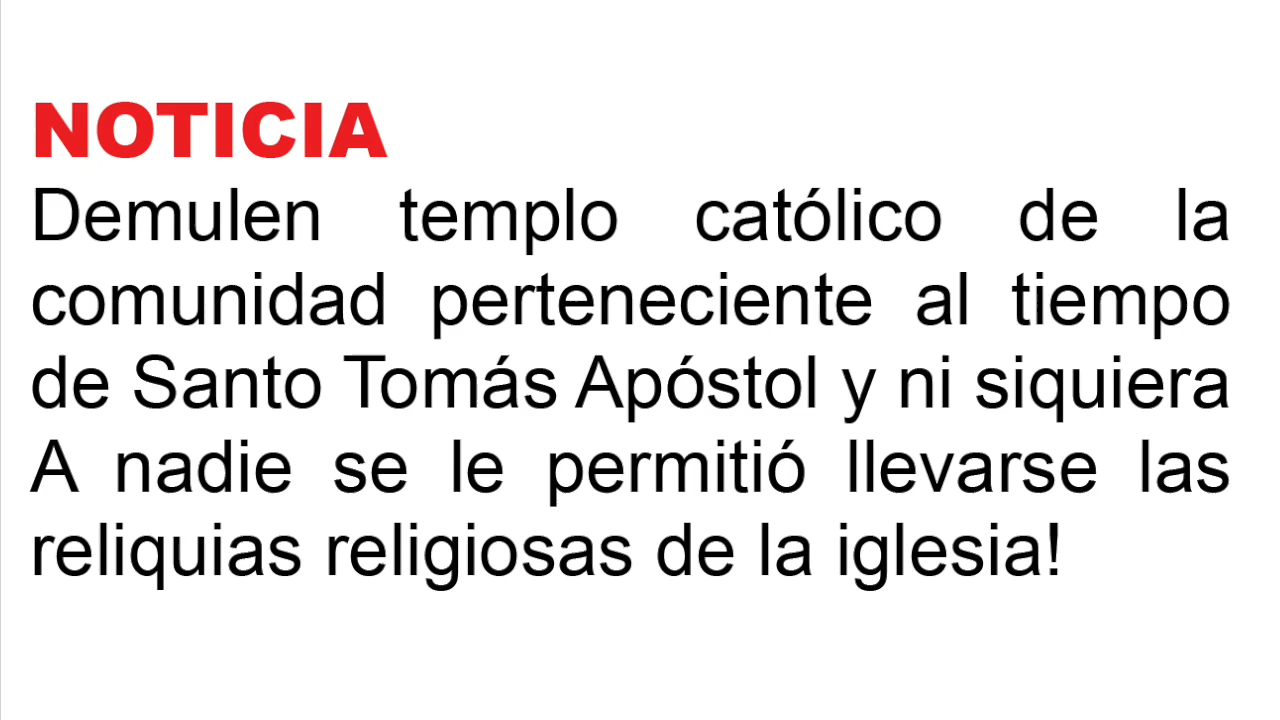 NOTICIA
Demulen templo católico de la
comunidad perteneciente al tiempo
de Santo Tomás Apóstol y ni siquiera
A nadie se le permitió llevarse las
reliquias religiosas de la iglesia!